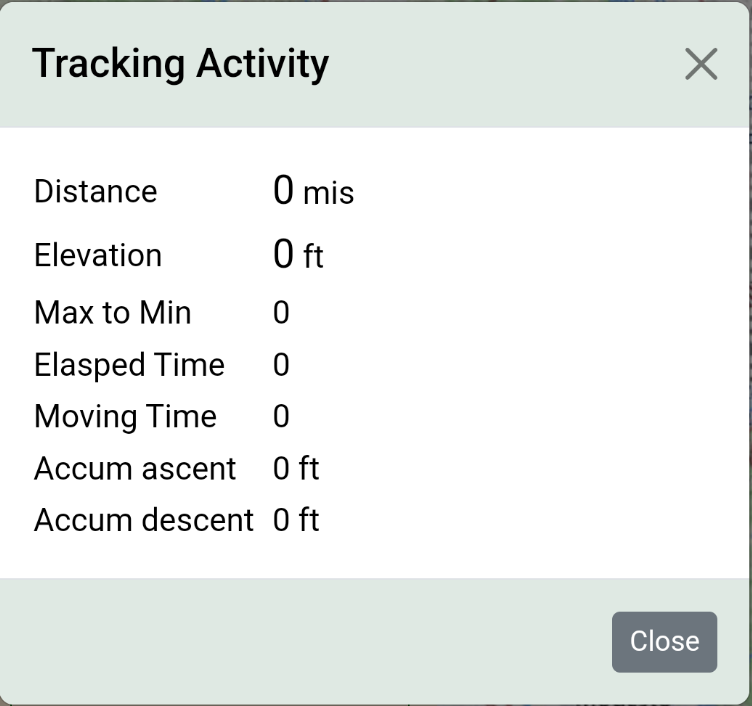 Tracking Activity
Distance 0 mis
Elevation 0 ft
Max to Min 0
Elasped Time 0
Moving Time 0
Accum ascent 0 ft
Accum descent 0 ft
Close